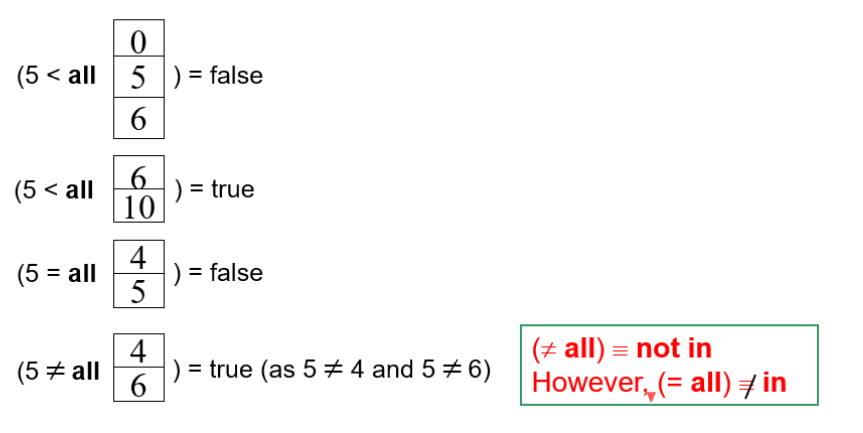 0
(5 < all 5 ) = false
6
6
(5 < all ) = true
10
4
(5 = all ) = false
5
4
(5 ≠ all ) = true (as 5 ≠ 4 and 5 ≠ 6)
6
(≠ all) ≡ not in
However, (= all) ≢ in